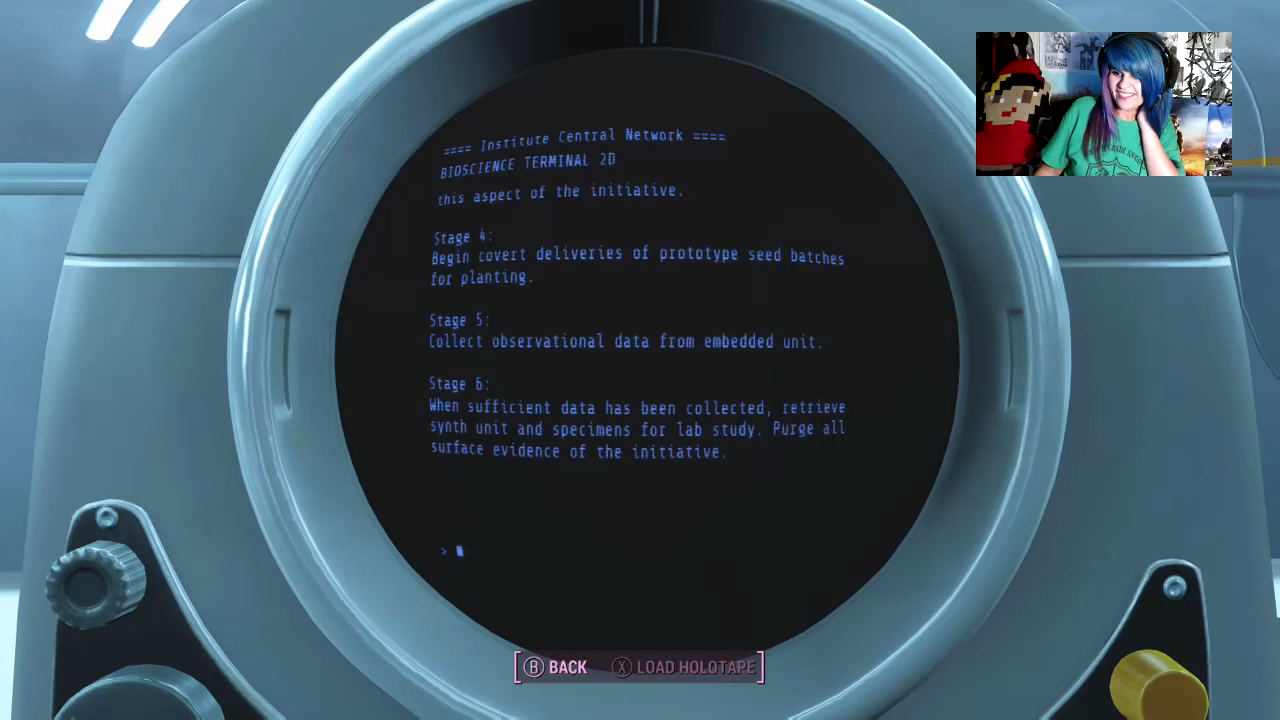 ==== Institute Central Network ====
BIOSCIENCE TERMINAL 2D
this aspect of the initiative.
Stage 4:
Begin covert deliveries of prototype seed batches
for planting.
Stage 5:
Collect observational data from embedded unit.
Stage 6:
When sufficient data has been collected, retrieve
synth unit and specimens for lab study. Purge all
surface evidence of the initiative.
>
B BACK X LOAD HOLOTAPE